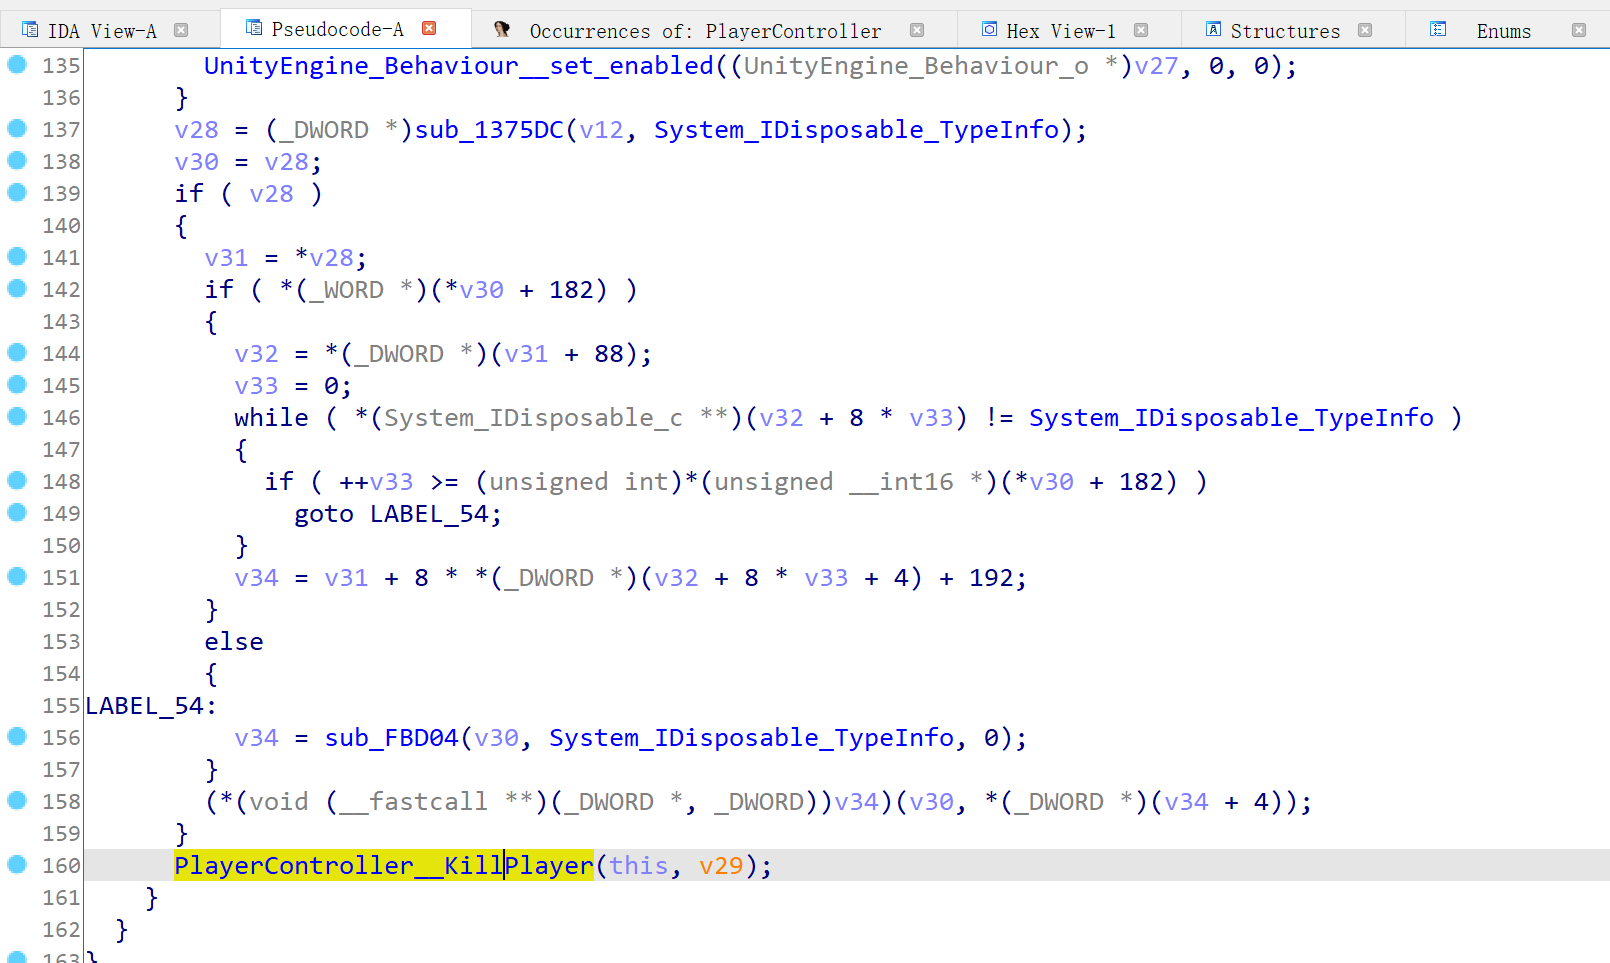 IDA View-A Pseudocode-A Occurrences of: PlayerController Hex View-1 Structures Enums
135 UnityEngine_Behaviour__set_enabled((UnityEngine_Behaviour_o *)v27, 0, 0);
136 }
137 v28 = (_DWORD *)sub_1375DC(v12, System_IDisposable_TypeInfo);
138 v30 = v28;
139 if ( v28 )
140 {
141 v31 = *v28;
142 if ( *(_WORD *)(*v30 + 182) )
143 {
144 v32 = *(_DWORD *)(v31 + 88);
145 v33 = 0;
146 while ( *(System_IDisposable_c **)(v32 + 8 * v33) != System_IDisposable_TypeInfo )
147 {
148 if ( ++v33 >= (unsigned int)*(unsigned __int16 *)(*v30 + 182) )
149 goto LABEL_54;
150 }
151 v34 = v31 + 8 * *(_DWORD *)(v32 + 8 * v33 + 4) + 192;
152 }
153 else
154 {
155 LABEL_54:
156 v34 = sub_FBD04(v30, System_IDisposable_TypeInfo, 0);
157 }
158 (*(void (__fastcall **)(_DWORD *, _DWORD))v34)(v30, *(_DWORD *)(v34 + 4));
159 }
160 PlayerController__KillPlayer(this, v29);
161 }
162 }
163 }